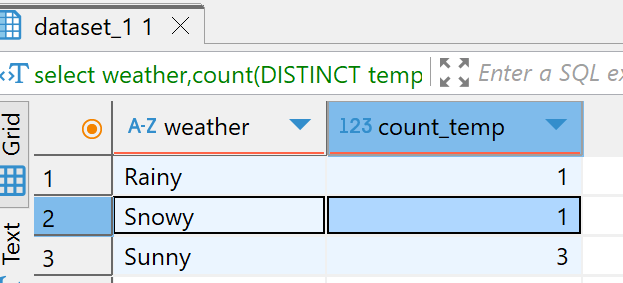 dataset_1 1
select weather,count(DISTINCT temp
Enter a SQL ex
Grid
Text
A-Z weather
123 count_temp
1 Rainy 1
2 Snowy 1
3 Sunny 3